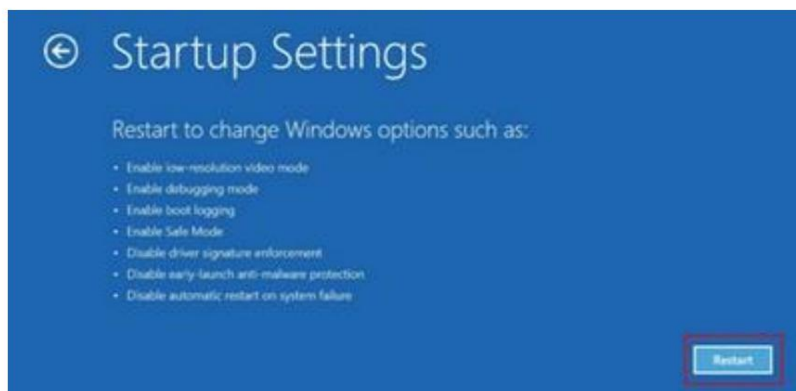 Startup Settings
Restart to change Windows options such as:
• Enable low-resolution video mode
• Enable debugging mode
• Enable boot logging
• Enable Safe Mode
• Disable driver signature enforcement
• Disable early-launch anti-malware protection
• Disable automatic restart on system failure
Restart